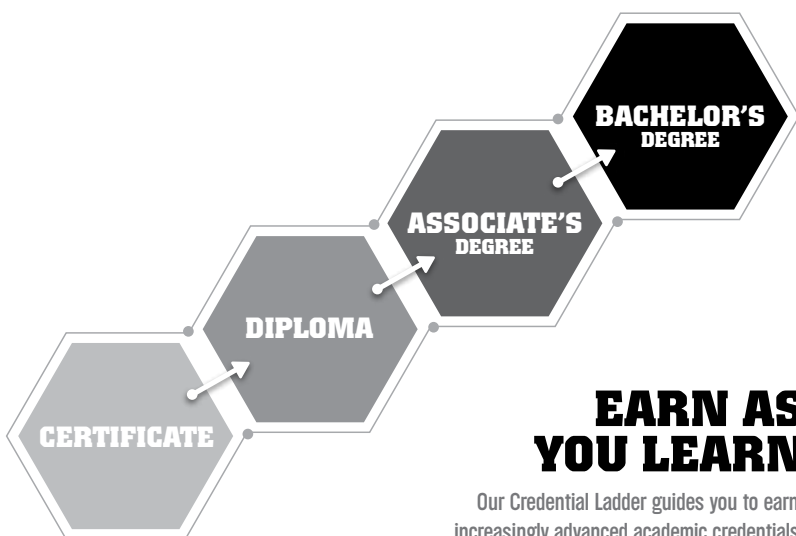 BACHELOR'S
DEGREE
ASSOCIATE'S
DEGREE
DIPLOMA
CERTIFICATE
EARN AS
YOU LEARN
Our Credential Ladder guides you to earn
increasingly advanced academic credentials